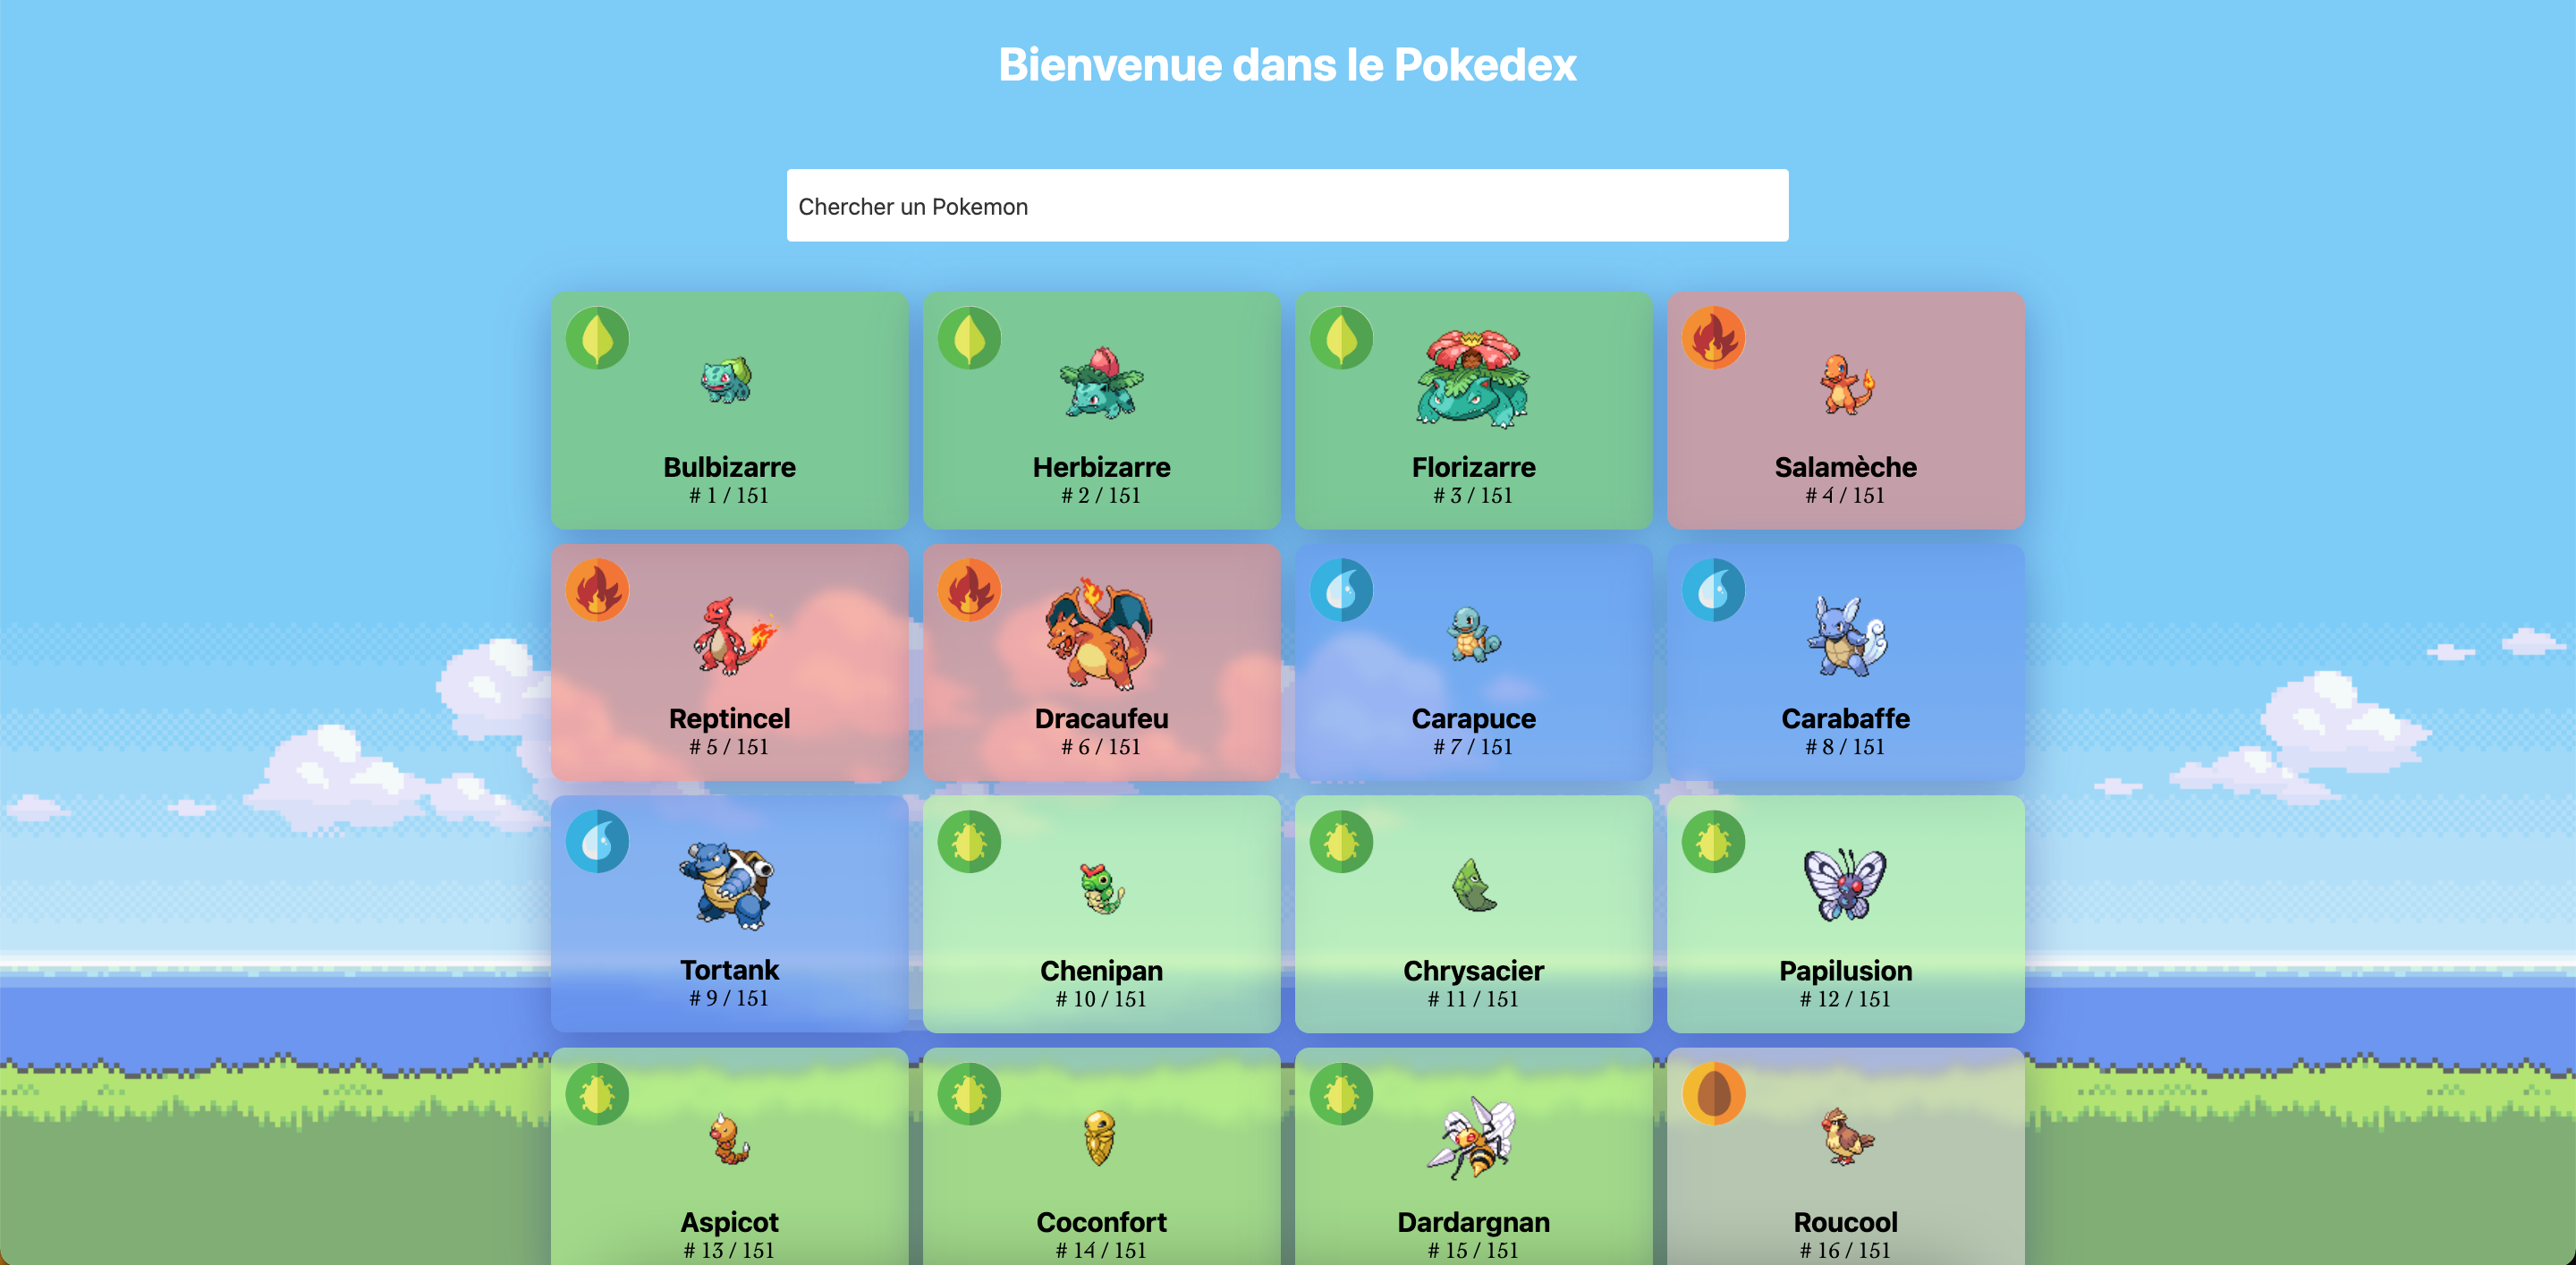 Bienvenue dans le Pokedex
Chercher un Pokemon
Bulbizarre
# 1 / 151
Herbizarre
# 2 / 151
Florizarre
# 3 / 151
Salamèche
# 4 / 151
Reptincel
# 5 / 151
Dracaufeu
# 6 / 151
Carapuce
# 7 / 151
Carabaffe
# 8 / 151
Tortank
# 9 / 151
Chenipan
# 10 / 151
Chrysacier
# 11 / 151
Papilusion
# 12 / 151
Aspicot
# 13 / 151
Coconfort
# 14 / 151
Dardargnan
# 15 / 151
Roucool
# 16 / 151